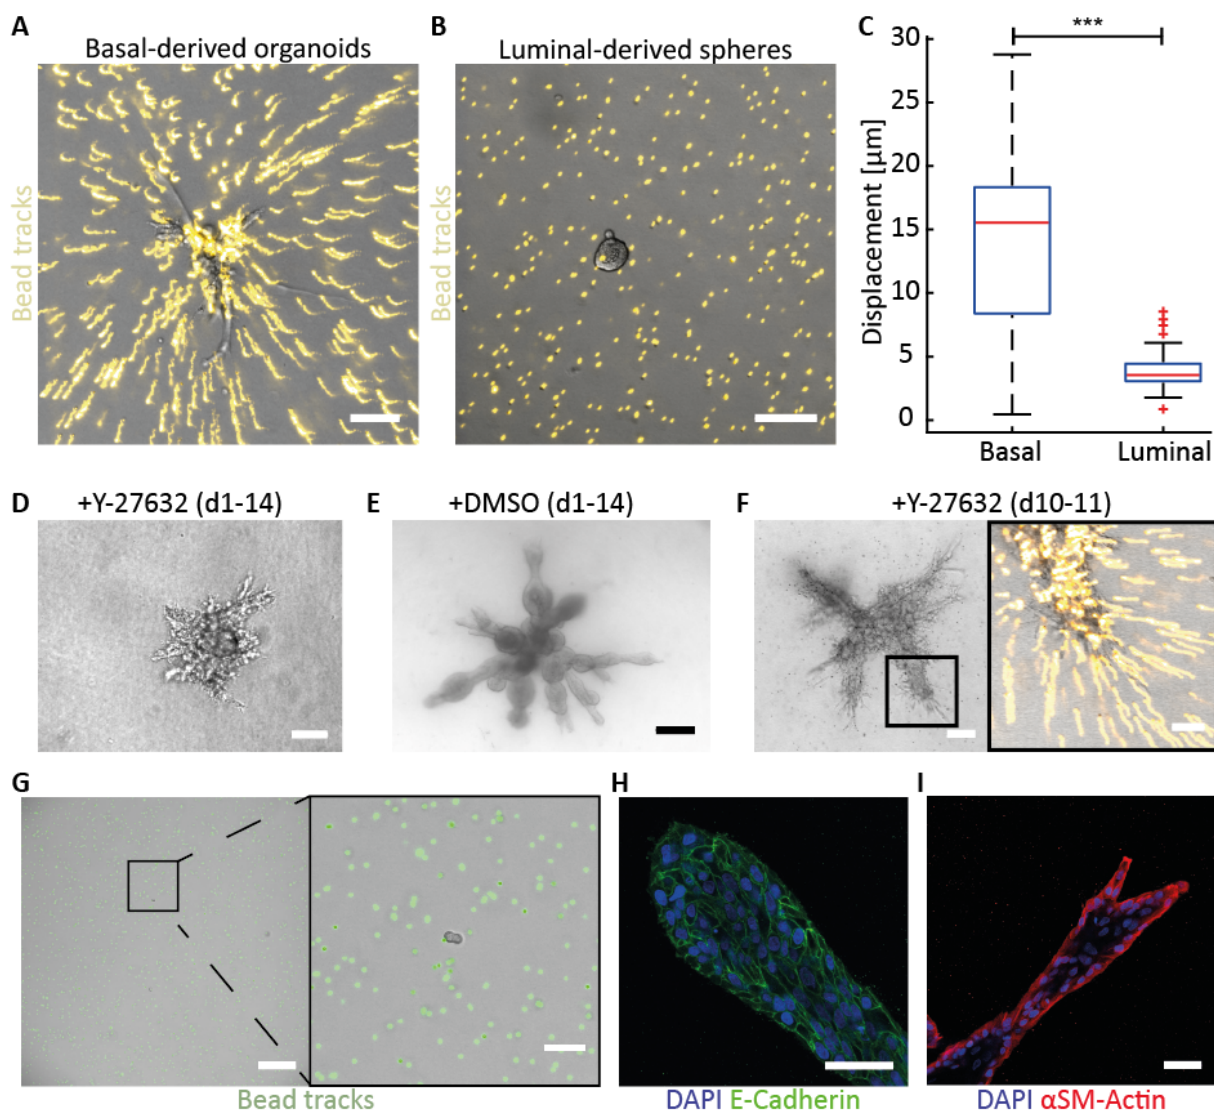 A
Basal-derived organoids
Bead tracks
B
Luminal-derived spheres
Bead tracks
C
***
Displacement [µm]
30
25
20
15
10
5
0
Basal
Luminal
D
+Y-27632 (d1-14)
E
+DMSO (d1-14)
F
+Y-27632 (d10-11)
G
Bead tracks
H
DAPI E-Cadherin
I
DAPI αSM-Actin